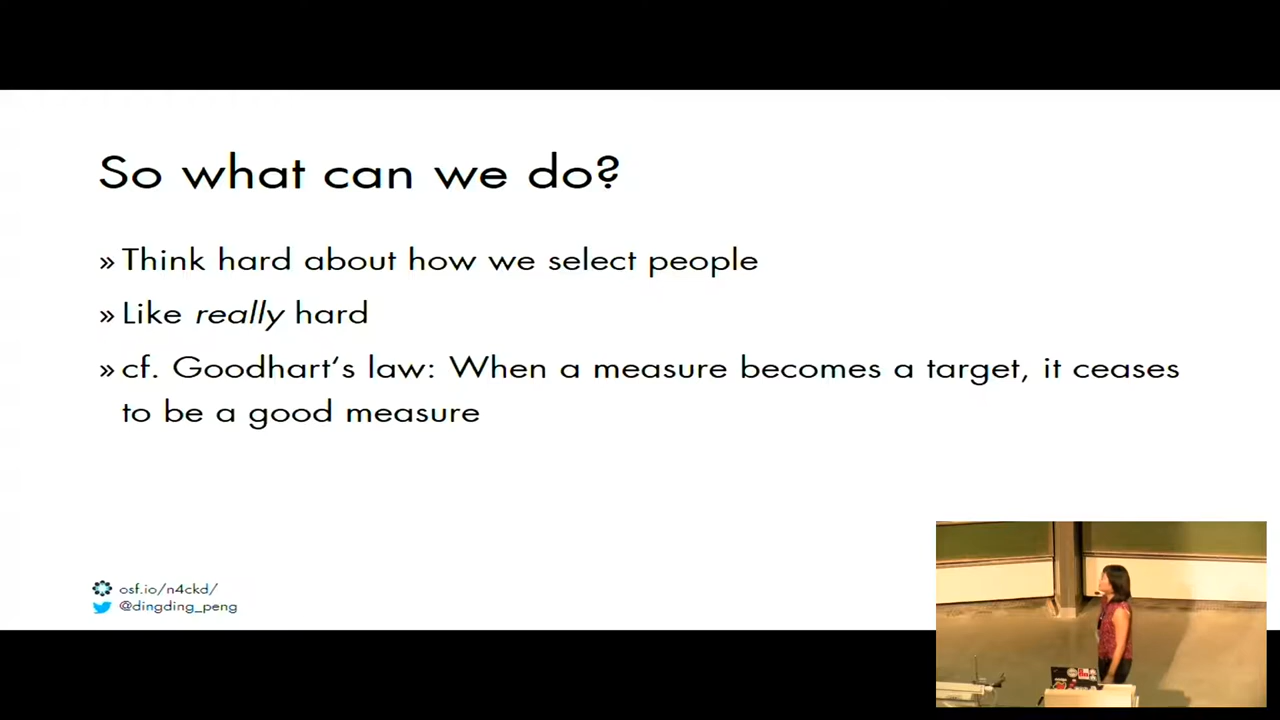 So what can we do?
» Think hard about how we select people
» Like really hard
» cf. Goodhart‘s law: When a measure becomes a target, it ceases
to be a good measure
osf.io/n4ckd/
@dingding_peng